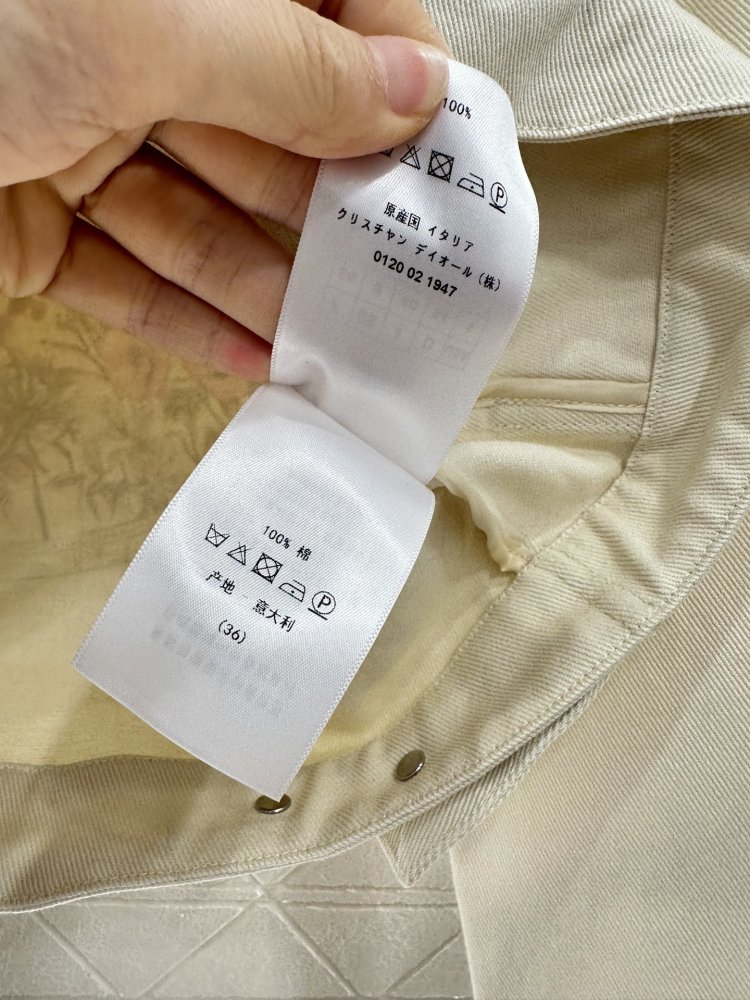 100%
原産国 イタリア
クリスチャン ディオール (株)
0120 02 1947
100% 棉
产地 - 意大利
(36)